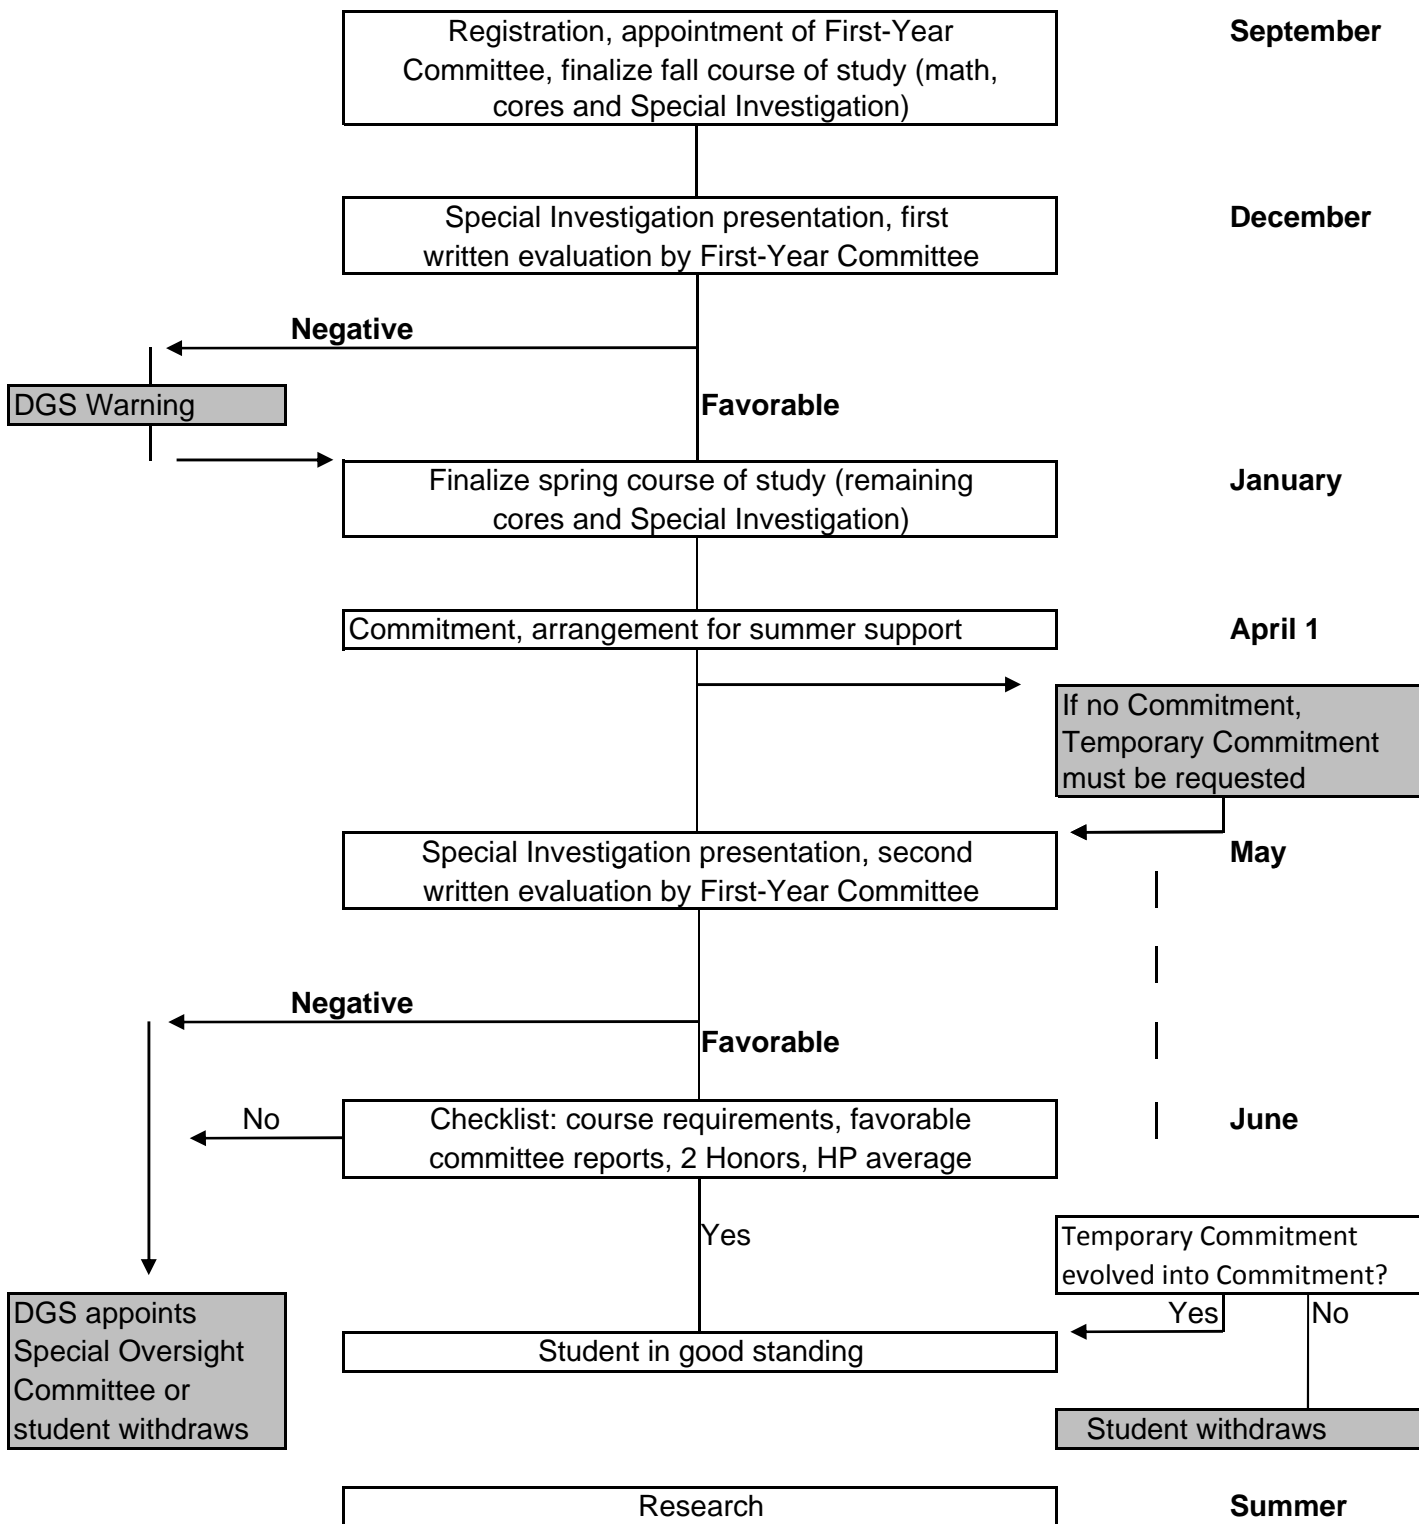 Registration, appointment of First-Year
September
Committee, finalize fall course of study (math,
cores and Special Investigation)
Special Investigation presentation, first
December
written evaluation by First-Year Committee
Negative
DGS Warning
Favorable
Finalize spring course of study (remaining
January
cores and Special Investigation)
Commitment, arrangement for summer support
April 1
If no Commitment,
Temporary Commitment
must be requested
Special Investigation presentation, second
May
written evaluation by First-Year Committee
Negative
Favorable
No
Checklist: course requirements, favorable
June
committee reports, 2 Honors, HP average
Yes
Temporary Commitment
evolved into Commitment?
Yes
No
DGS appoints
Special Oversight
Committee or
student withdraws
Student in good standing
Student withdraws
Research
Summer